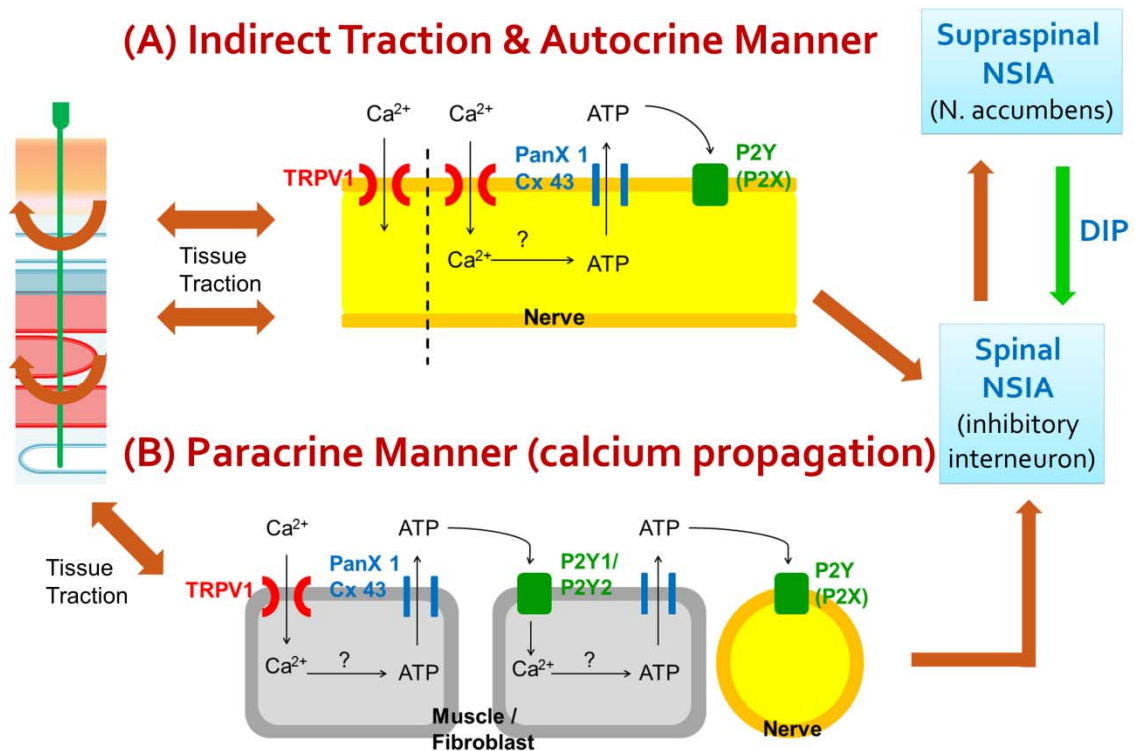 (A) Indirect Traction & Autocrine Manner
Supraspinal
NSIA
(N. accumbens)
Ca²⁺
Ca²⁺
ATP
TRPV1
PanX 1
Cx 43
P2Y
(P2X)
Tissue
Traction
Ca²⁺
?
ATP
Nerve
DIP
Spinal
NSIA
(inhibitory
interneuron)
(B) Paracrine Manner (calcium propagation)
Tissue
Traction
Ca²⁺
ATP
ATP
TRPV1
PanX 1
Cx 43
P2Y1/
P2Y2
P2Y
(P2X)
Ca²⁺
?
ATP
Ca²⁺
?
ATP
Muscle /
Fibroblast
Nerve